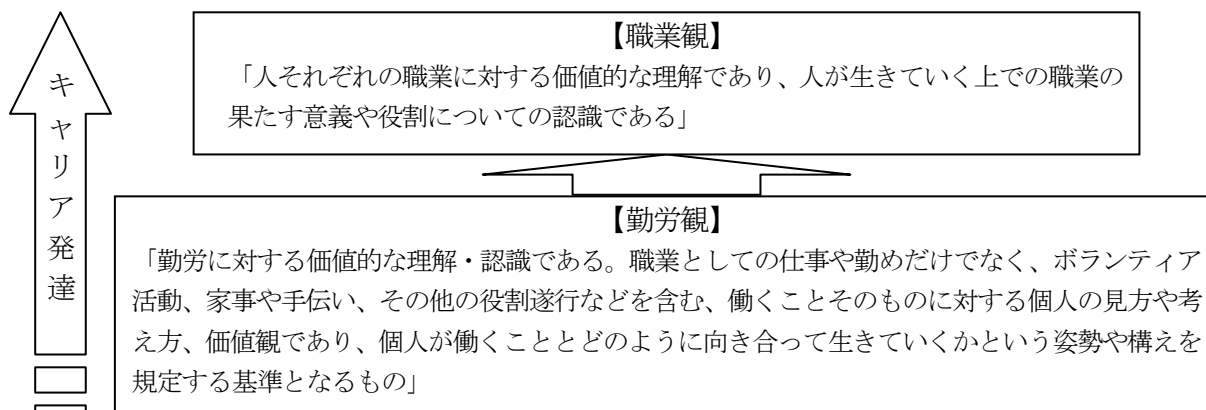 キャリア発達
【職業観】
「人それぞれの職業に対する価値的な理解であり、人が生きていく上での職業の
果たす意義や役割についての認識である」
【勤労観】
「勤労に対する価値的な理解・認識である。職業としての仕事や勤めだけでなく、ボランティア
活動、家事や手伝い、その他の役割遂行などを含む、働くことそのものに対する個人の見方や考
え方、価値観であり、個人が働くこととどのように向き合って生きていくかという姿勢や構えを
規定する基準となるもの」